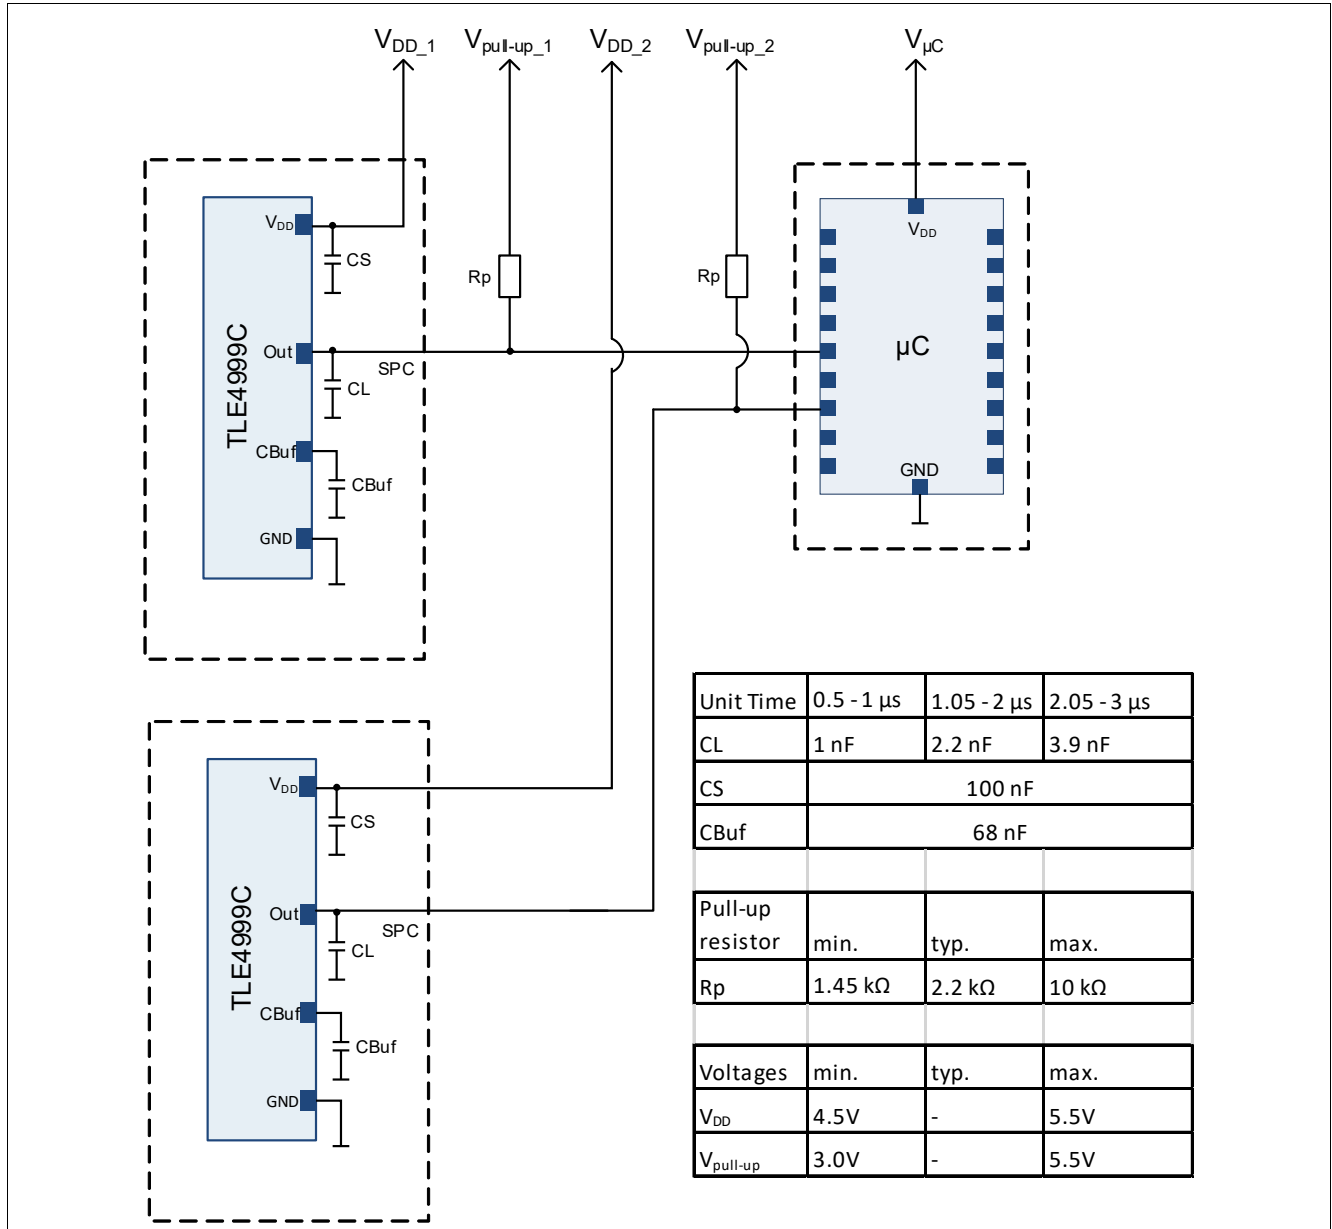 VDD_1 Vpull-up_1 VDD_2 Vpull-up_2 VµC
VDD
CS
Rp
Rp
VDD
TLE4999C
Out
SPC
CL
µC
CBuf
CBuf
GND
GND
Unit Time 0.5 - 1 µs 1.05 - 2 µs 2.05 - 3 µs
CL 1 nF 2.2 nF 3.9 nF
CS 100 nF
CBuf 68 nF
Pull-up
resistor min. typ. max.
Rp 1.45 kΩ 2.2 kΩ 10 kΩ
Voltages min. typ. max.
VDD 4.5V - 5.5V
Vpull-up 3.0V - 5.5V
VDD
CS
TLE4999C
Out
SPC
CL
CBuf
CBuf
GND